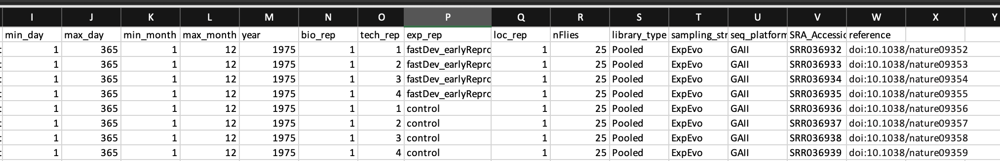 I J K L M N O P Q R S T U V W X Y
min_day max_day min_month max_month year bio_rep tech_rep exp_rep loc_rep nFlies library_type sampling_str seq_platform SRA_Accessic reference
1 365 1 12 1975 1 1 fastDev_earlyRepro 1 25 Pooled ExpEvo GAII SRR036932 doi:10.1038/nature09352
1 365 1 12 1975 1 2 fastDev_earlyRepro 1 25 Pooled ExpEvo GAII SRR036933 doi:10.1038/nature09353
1 365 1 12 1975 1 3 fastDev_earlyRepro 1 25 Pooled ExpEvo GAII SRR036934 doi:10.1038/nature09354
1 365 1 12 1975 1 4 fastDev_earlyRepro 1 25 Pooled ExpEvo GAII SRR036935 doi:10.1038/nature09355
1 365 1 12 1975 1 1 control 1 25 Pooled ExpEvo GAII SRR036936 doi:10.1038/nature09356
1 365 1 12 1975 1 2 control 1 25 Pooled ExpEvo GAII SRR036937 doi:10.1038/nature09357
1 365 1 12 1975 1 3 control 1 25 Pooled ExpEvo GAII SRR036938 doi:10.1038/nature09358
1 365 1 12 1975 1 4 control 1 25 Pooled ExpEvo GAII SRR036939 doi:10.1038/nature09359